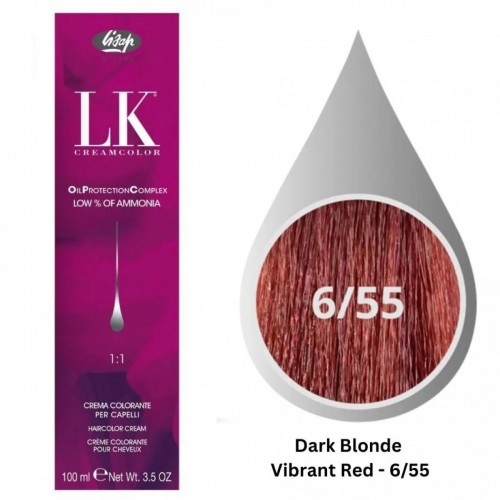 Lisap
LK
CREAMCOLOR
OILPROTECTIONCOMPLEX
LOW % OF AMMONIA
1:1
CREMA COLORANTE
PER CAPELLI
HAIRCOLOR CREAM
CRÈME COLORANTE
POUR CHEVEUX
100 ml ℮ Net Wt. 3.5 OZ
6/55
Dark Blonde
Vibrant Red - 6/55